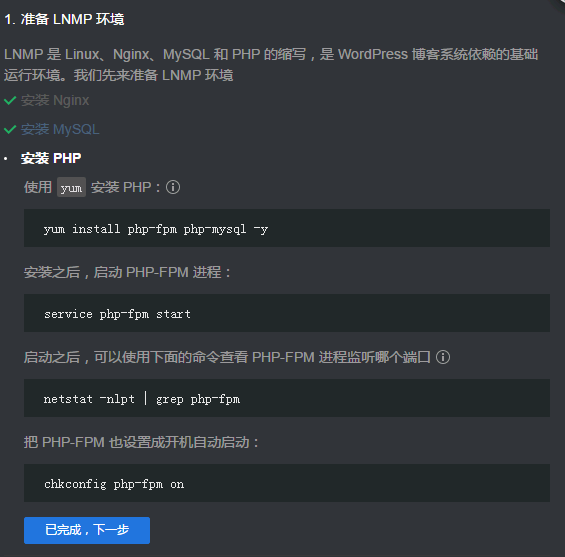 1. 准备 LNMP 环境
LNMP 是 Linux、Nginx、MySQL 和 PHP 的缩写，是 WordPress 博客系统依赖的基础
运行环境。我们先来准备 LNMP 环境
安装 Nginx
安装 MySQL
安装 PHP
使用 yum 安装 PHP：
yum install php-fpm php-mysql -y
安装之后，启动 PHP-FPM 进程：
service php-fpm start
启动之后，可以使用下面的命令查看 PHP-FPM 进程监听哪个端口
netstat -nlpt | grep php-fpm
把 PHP-FPM 也设置成开机自动启动：
chkconfig php-fpm on
已完成，下一步